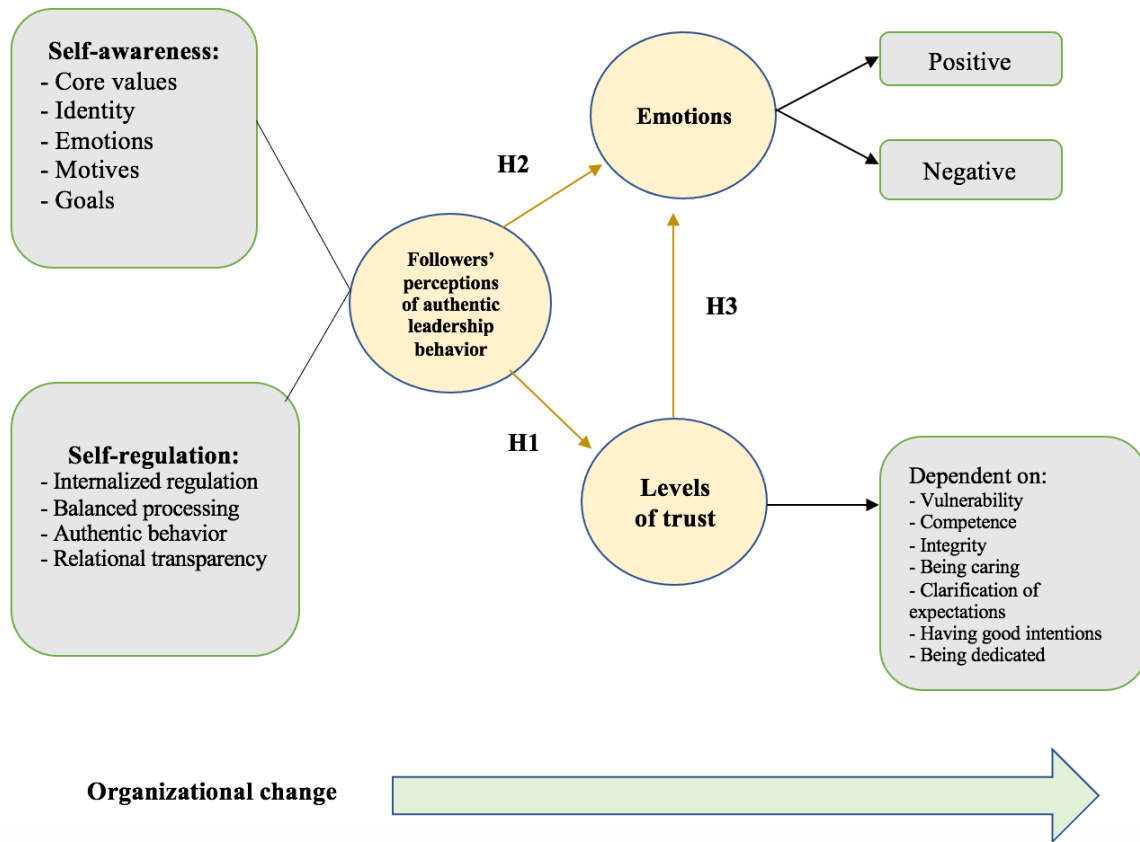 Self-awareness:
- Core values
- Identity
- Emotions
- Motives
- Goals
Self-regulation:
- Internalized regulation
- Balanced processing
- Authentic behavior
- Relational transparency
Followers’
perceptions
of authentic
leadership
behavior
H2
H1
H3
Emotions
Positive
Negative
Levels
of trust
Dependent on:
- Vulnerability
- Competence
- Integrity
- Being caring
- Clarification of
expectations
- Having good intentions
- Being dedicated
Organizational change